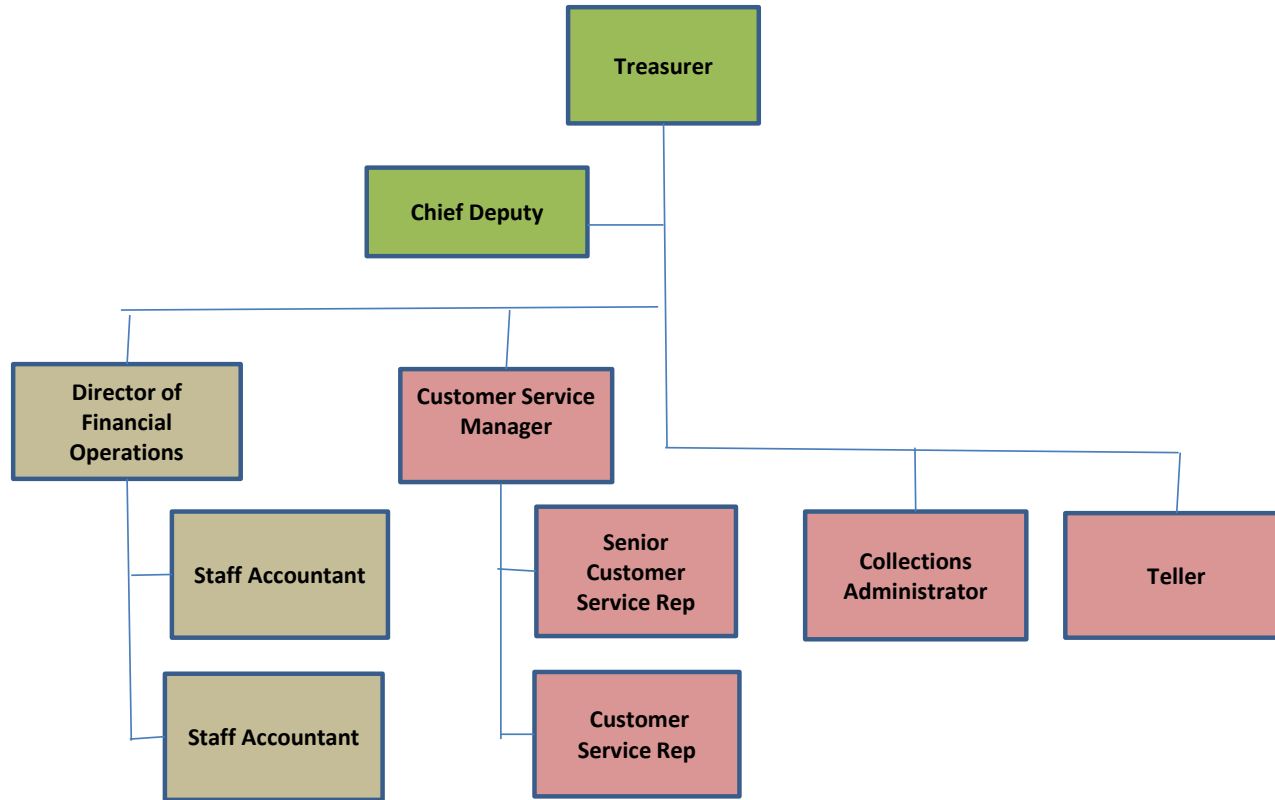 Treasurer
Chief Deputy
Director of
Financial
Operations
Customer Service
Manager
Staff Accountant
Senior
Customer
Service Rep
Collections
Administrator
Teller
Staff Accountant
Customer
Service Rep